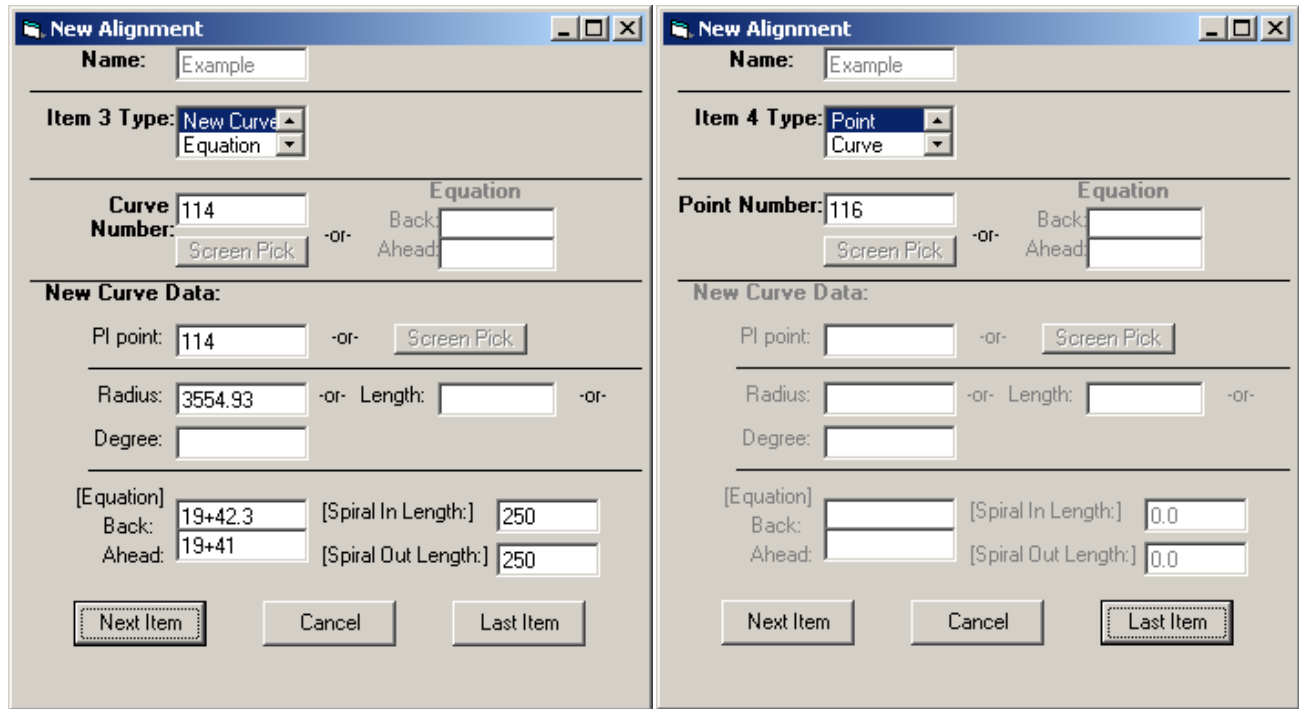 New Alignment
Name: Example
Item 3 Type: New Curve
Equation
Equation
Curve Number: 114
-or-
Back:
Screen Pick
Ahead:
New Curve Data:
PI point: 114 -or- Screen Pick
Radius: 3554.93 -or- Length: -or-
Degree:
[Equation]
Back: 19+42.3 [Spiral In Length:] 250
Ahead: 19+41 [Spiral Out Length:] 250
Next Item Cancel Last Item
New Alignment
Name: Example
Item 4 Type: Point
Curve
Equation
Point Number: 116
-or-
Back:
Screen Pick
Ahead:
New Curve Data:
PI point: -or- Screen Pick
Radius: -or- Length: -or-
Degree:
[Equation]
Back: [Spiral In Length:] 0.0
Ahead: [Spiral Out Length:] 0.0
Next Item Cancel Last Item